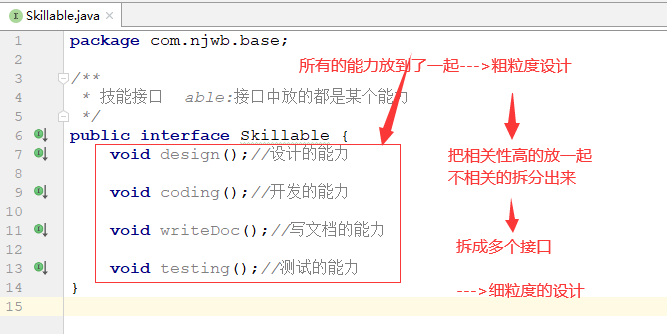 Skillable.java ×
1 package com.njwb.base; 所有的能力放到了一起--->粗粒度设计
2
3 /**
4 * 技能接口 able:接口中放的都是某个能力
5 */
6 public interface Skillable {
7 void design();//设计的能力 把相关性高的放一起
8 不相关的拆分出来
9 void coding();//开发的能力
10
11 void writeDoc();//写文档的能力
12 拆成多个接口
13 void testing();//测试的能力
14 } --->细粒度的设计
15